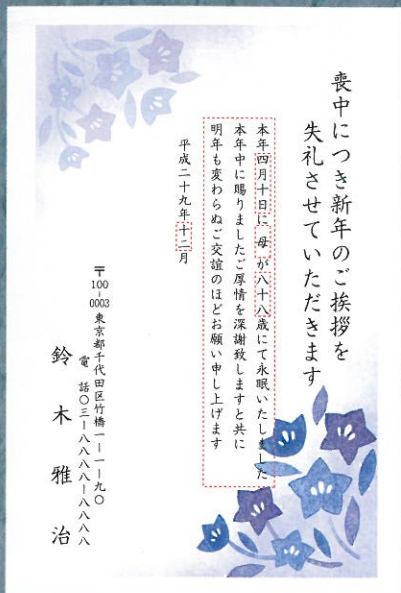 喪中につき新年のご挨拶を
失礼させていただきます
本年四月十日に 母 が八十八歳にて永眠いたしました
本年中に賜りましたご厚情を深謝致しますと共に
明年も変わらぬご交誼のほどお願い申し上げます
平成二十九年十二月
〒100-0003 東京都千代田区竹橋一ー一ー九〇
電話〇三ー八八八八ー八八八八
鈴木雅治